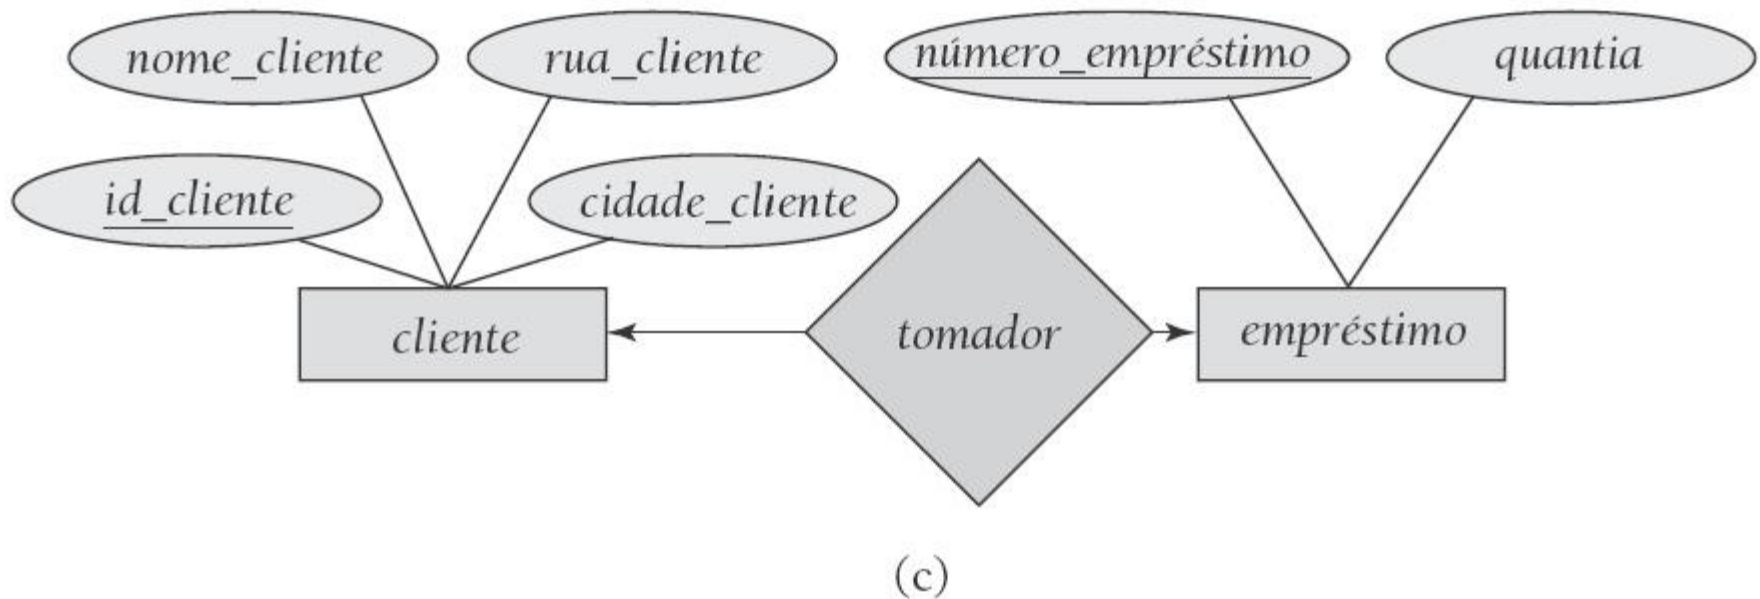 nome_cliente
rua_cliente
número_empréstimo
quantia
id_cliente
cidade_cliente
cliente
tomador
empréstimo
(c)